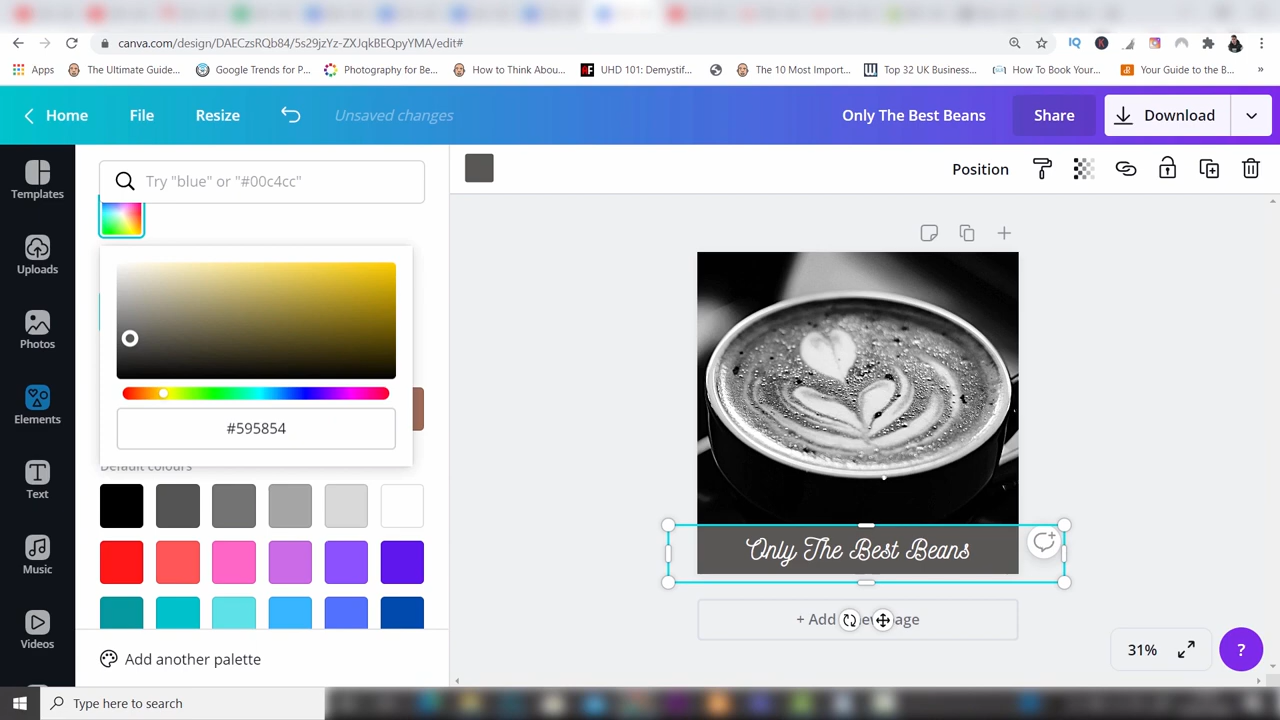 canva.com/design/DAECzsRQb84/5s29jzYz-ZXJqkBEQpyYMA/edit#
Apps
The Ultimate Guide...
Google Trends for P...
Photography for Be...
How to Think Abou...
UHD 101: Demystif...
The 10 Most Import...
Top 32 UK Business...
How To Book Your...
Your Guide to the B...
Home
File
Resize
Unsaved changes
Only The Best Beans
Share
Download
Templates
Try "blue" or "#00c4cc"
Position
Uploads
Photos
Elements
#595854
Default colours
Text
Only The Best Beans
Music
+ Add
age
Videos
Add another palette
31%
?
Type here to search